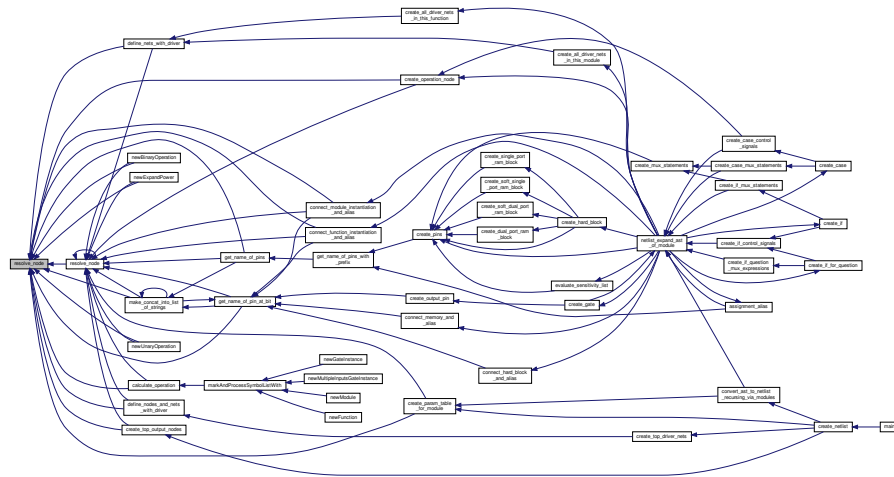 create_all_driver_nets
_in_this_function
define_nets_with_driver
create_all_driver_nets
_in_this_module
create_operation_node
create_case_control
_signals
newBinaryOperation
newExpandPower
create_single_port
_ram_block
create_mux_statements
create_case_mux_statements
create_case
create_soft_single
_port_ram_block
create_if_mux_statements
connect_module_instantiation
_and_alias
create_soft_dual_port
_ram_block
create_hard_block
create_if
connect_function_instantiation
_and_alias
create_pins
create_dual_port_ram
_block
netlist_expand_ast
_of_module
create_if_control_signals
resolve_node
resolve_node
get_name_of_pins
get_name_of_pins_with
_prefix
create_if_question
_mux_expressions
create_if_for_question
evaluate_sensitivity_list
make_concat_into_list
_of_strings
get_name_of_pin_at_bit
create_output_pin
create_gate
assignment_alias
connect_memory_and
_alias
newUnaryOperation
newGateInstance
connect_hard_block
_and_alias
calculate_operation
markAndProcessSymbolListWith
newMultipleInputsGateInstance
newModule
convert_ast_to_netlist
_recursing_via_modules
define_nodes_and_nets
_with_driver
create_param_table
_for_module
newFunction
create_top_output_nodes
create_top_driver_nets
create_netlist
main